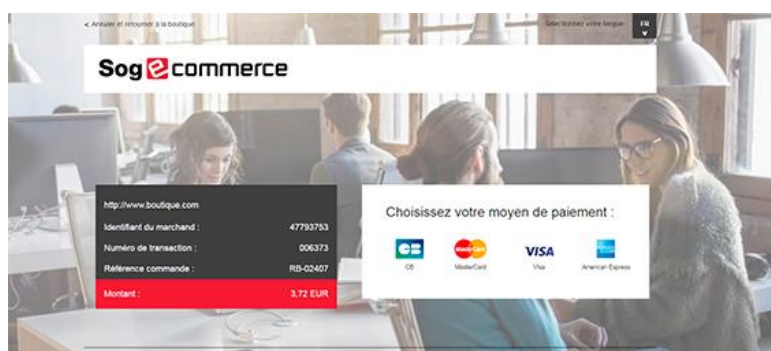 < Annuler et retourner à la boutique
Sélectionnez votre langue FR
Sogecommerce
http://www.boutique.com
Identifiant du marchand : 47793753
Numéro de transaction : 006373
Référence commande : RB-02407
Montant : 3,72 EUR
Choisissez votre moyen de paiement :
CB
MasterCard
VISA
CB MasterCard Visa American Express